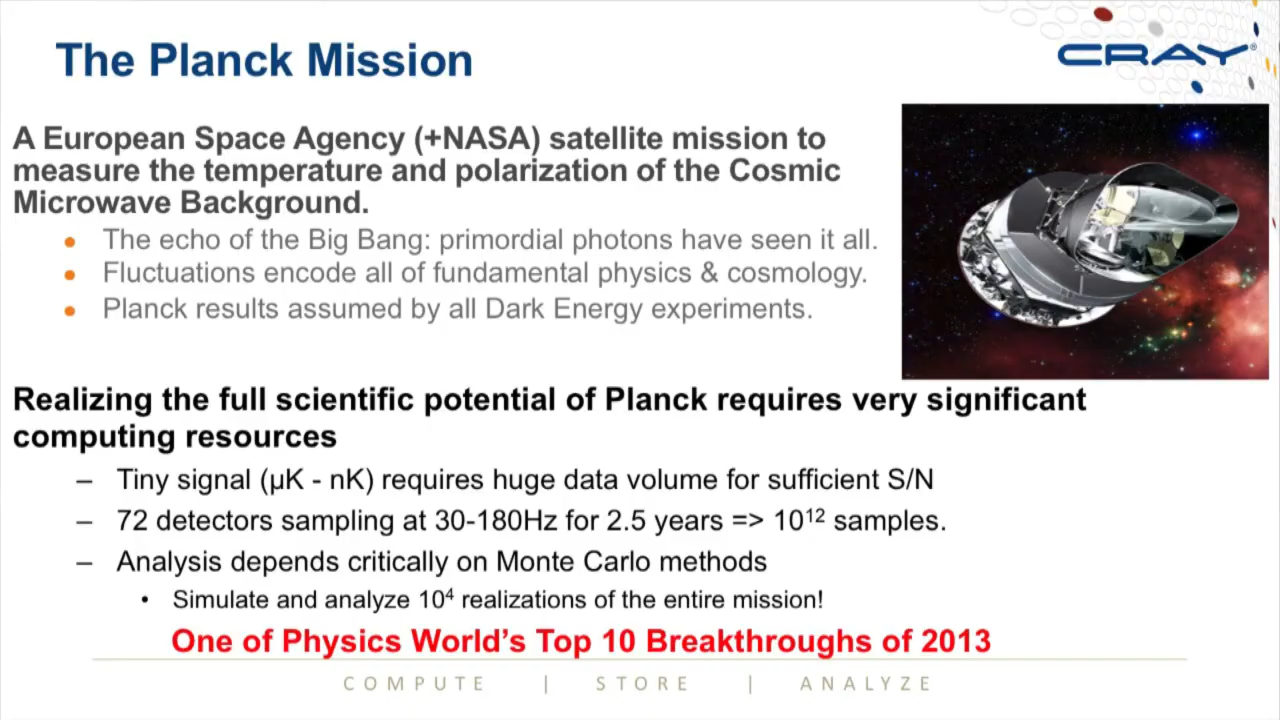 The Planck Mission
CRAY®
A European Space Agency (+NASA) satellite mission to
measure the temperature and polarization of the Cosmic
Microwave Background.
• The echo of the Big Bang: primordial photons have seen it all.
• Fluctuations encode all of fundamental physics & cosmology.
• Planck results assumed by all Dark Energy experiments.
Realizing the full scientific potential of Planck requires very significant
computing resources
– Tiny signal (μK - nK) requires huge data volume for sufficient S/N
– 72 detectors sampling at 30-180Hz for 2.5 years => 10¹² samples.
– Analysis depends critically on Monte Carlo methods
• Simulate and analyze 10⁴ realizations of the entire mission!
One of Physics World’s Top 10 Breakthroughs of 2013
COMPUTE | STORE | ANALYZE